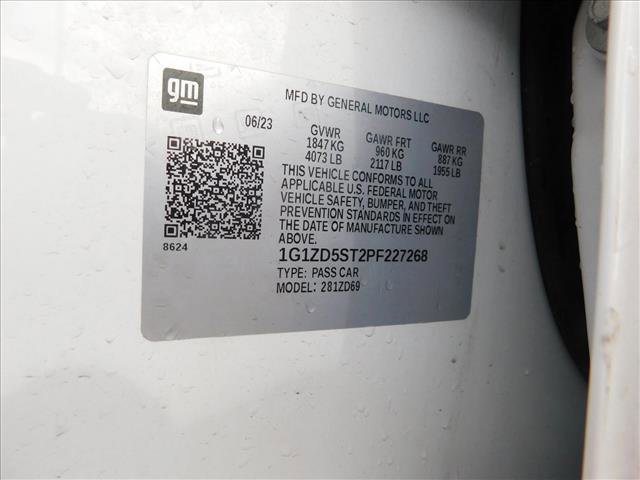 gm
MFD BY GENERAL MOTORS LLC
06/23
GVWR
1847 KG
4073 LB
GAWR FRT
960 KG
2117 LB
GAWR RR
887 KG
1955 LB
THIS VEHICLE CONFORMS TO ALL
APPLICABLE U.S. FEDERAL MOTOR
VEHICLE SAFETY, BUMPER, AND THEFT
PREVENTION STANDARDS IN EFFECT ON
THE DATE OF MANUFACTURE SHOWN
ABOVE.
8624
1G1ZD5ST2PF227268
TYPE: PASS CAR
MODEL: 281ZD69